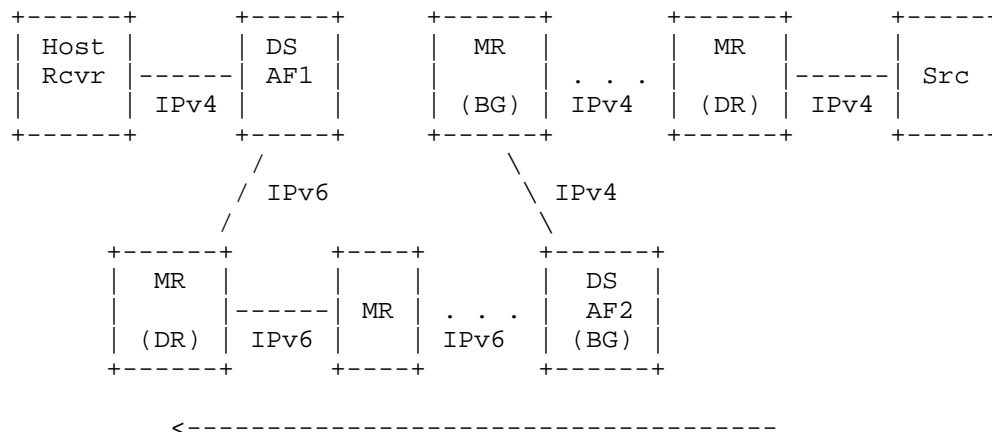 Host DS MR MR
Rcvr AF1 . . . Src
IPv4 (BG) IPv4 (DR) IPv4
IPv6 IPv4
MR DS
MR . . . AF2
(DR) IPv6 IPv6 (BG)